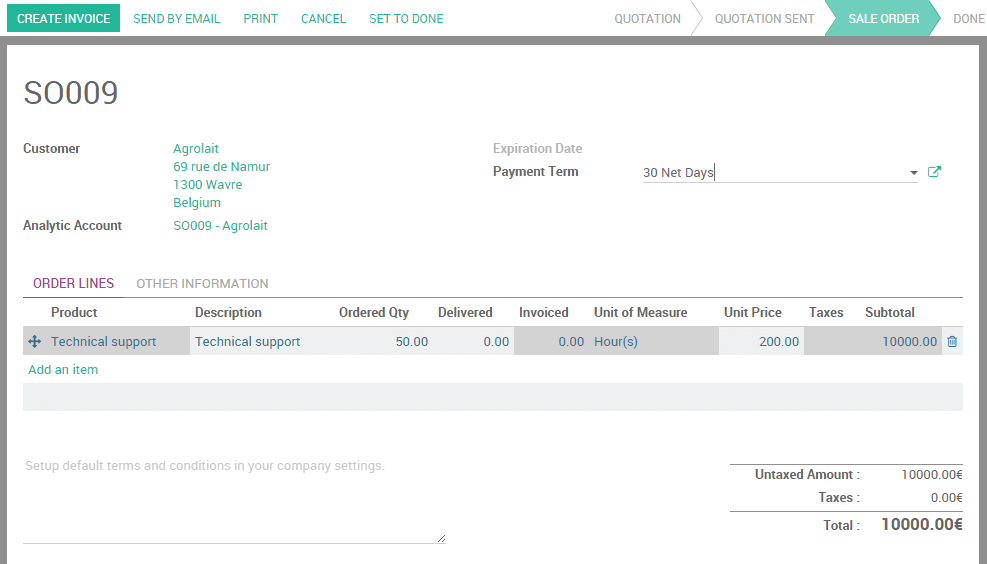 CREATE INVOICE SEND BY EMAIL PRINT CANCEL SET TO DONE QUOTATION QUOTATION SENT SALE ORDER DONE
SO009
Customer Agrolait Expiration Date
69 rue de Namur Payment Term 30 Net Days
1300 Wavre
Belgium
Analytic Account SO009 - Agrolait
ORDER LINES OTHER INFORMATION
Product Description Ordered Qty Delivered Invoiced Unit of Measure Unit Price Taxes Subtotal
Technical support Technical support 50.00 0.00 0.00 Hour(s) 200.00 10000.00
Add an item
Setup default terms and conditions in your company settings.
Untaxed Amount : 10000.00€
Taxes : 0.00€
Total : 10000.00€